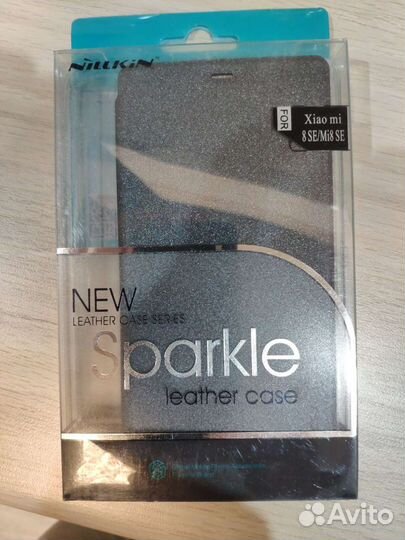 NILLKIN
FOR
Xiao mi
8 SE/Mi8 SE
NEW
LEATHER CASE SERIES
Sparkle
leather case
Avito